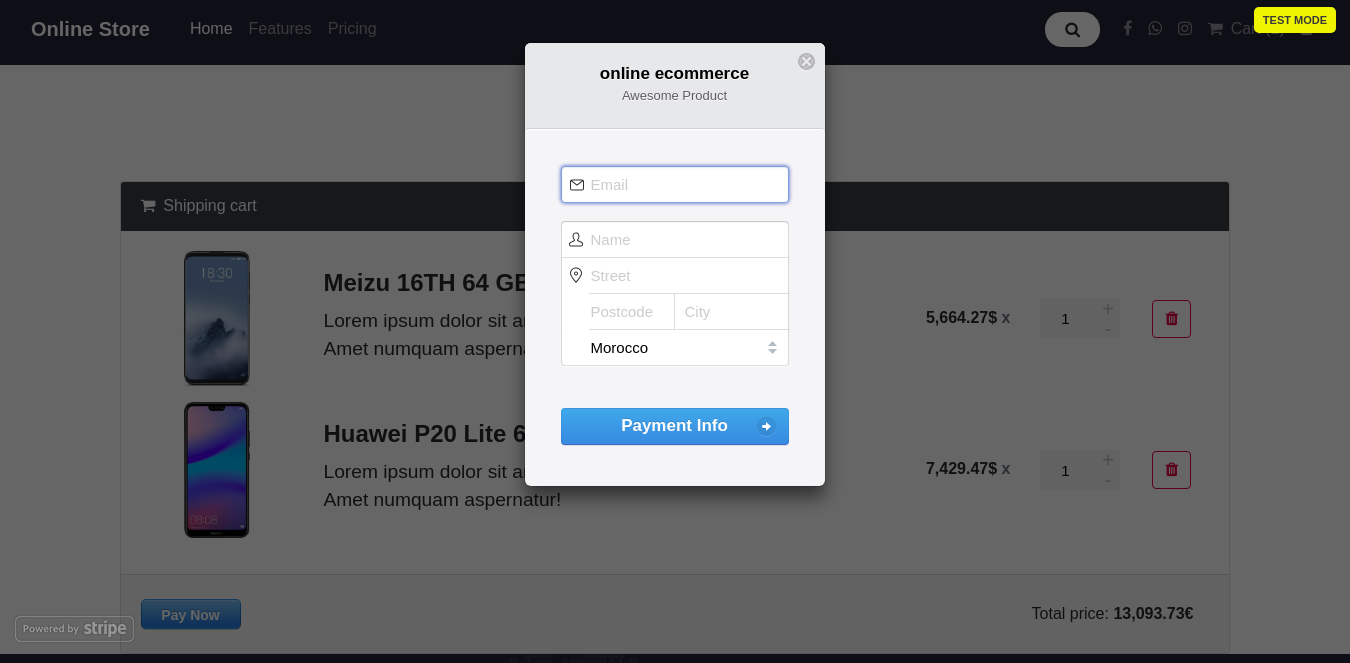 Online Store
Home Features Pricing
TEST MODE
online ecommerce
Awesome Product
Email
Name
Street
Postcode City
Morocco
Payment Info
Shipping cart
18:30
Meizu 16TH 64 GB
Lorem ipsum dolor sit
Amet numquam
5,664.27$ x
1
+
-
Huawei P20 Lite
Lorem ipsum dolor sit
Amet numquam aspernatur!
08:08
7,429.47$ x
1
+
-
Pay Now
Total price: 13,093.73€
Powered by stripe